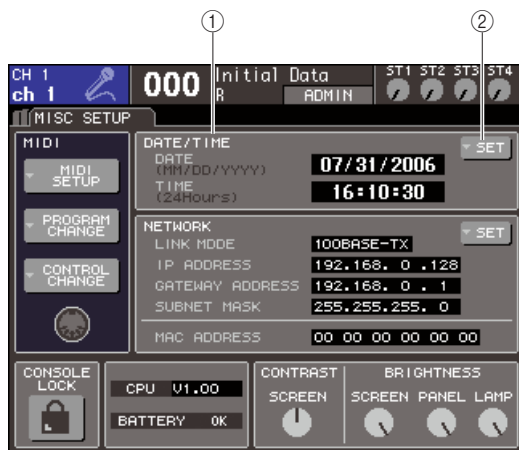 ① ②
CH 1
ch 1
000
Initial Data
R
ADMIN
ST1 ST2 ST3 ST4
MISC SETUP
MIDI
MIDI SETUP
PROGRAM CHANGE
CONTROL CHANGE
DATE/TIME
SET
DATE
(MM/DD/YYYY)
07/31/2006
TIME
(24Hours)
16:10:30
NETWORK
SET
LINK MODE 100BASE-TX
IP ADDRESS 192.168. 0 .128
GATEWAY ADDRESS 192.168. 0 . 1
SUBNET MASK 255.255.255. 0
MAC ADDRESS 00 00 00 00 00 00
CONSOLE LOCK
CPU V1.00
BATTERY OK
CONTRAST
SCREEN
BRIGHTNESS
SCREEN PANEL LAMP